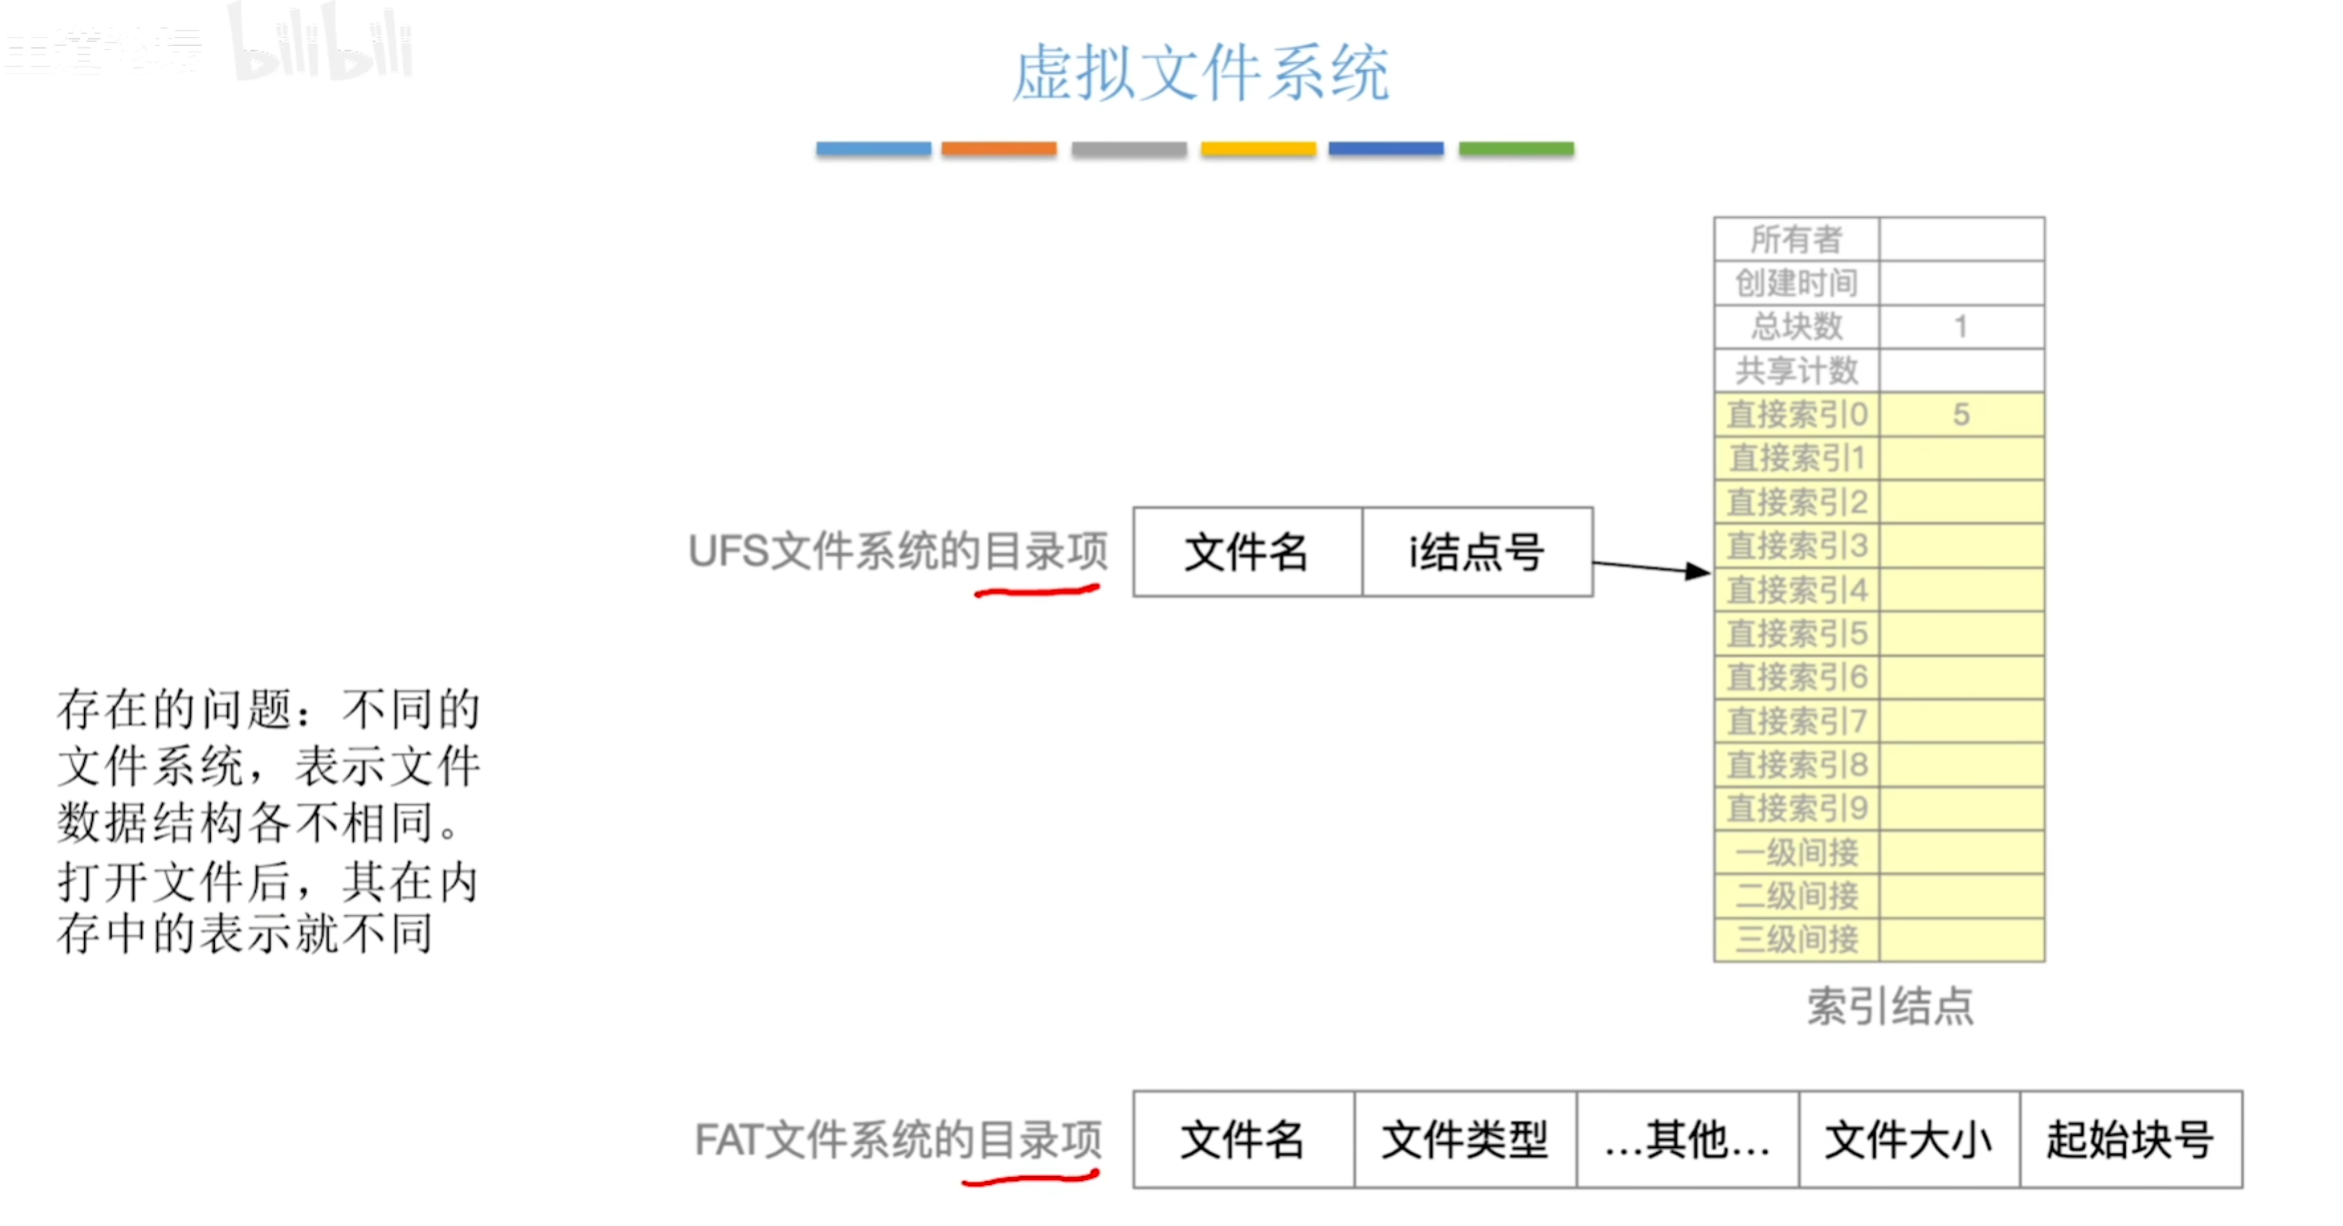 王道论坛 bilibili
虚拟文件系统
所有者
创建时间
总块数 1
共享计数
直接索引0 5
直接索引1
直接索引2
直接索引3
直接索引4
直接索引5
直接索引6
直接索引7
直接索引8
直接索引9
一级间接
二级间接
三级间接
索引结点
UFS文件系统的目录项 文件名 i结点号
存在的问题：不同的
文件系统，表示文件
数据结构各不相同。
打开文件后，其在内
存中的表示就不同
FAT文件系统的目录项 文件名 文件类型 ...其他... 文件大小 起始块号